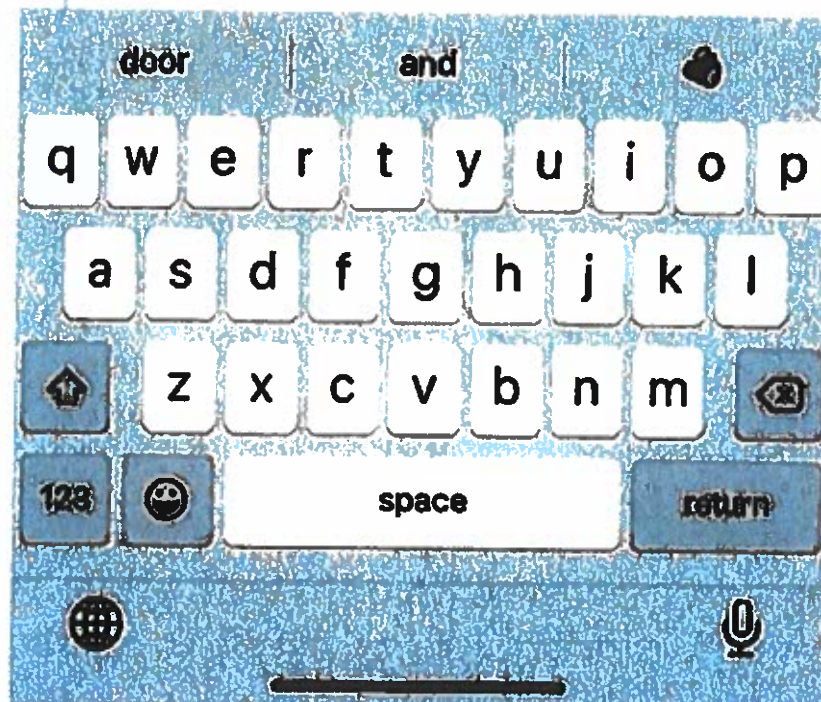 door and
q w e r t y u i o p
a s d f g h j k l
z x c v b n m
123 space return